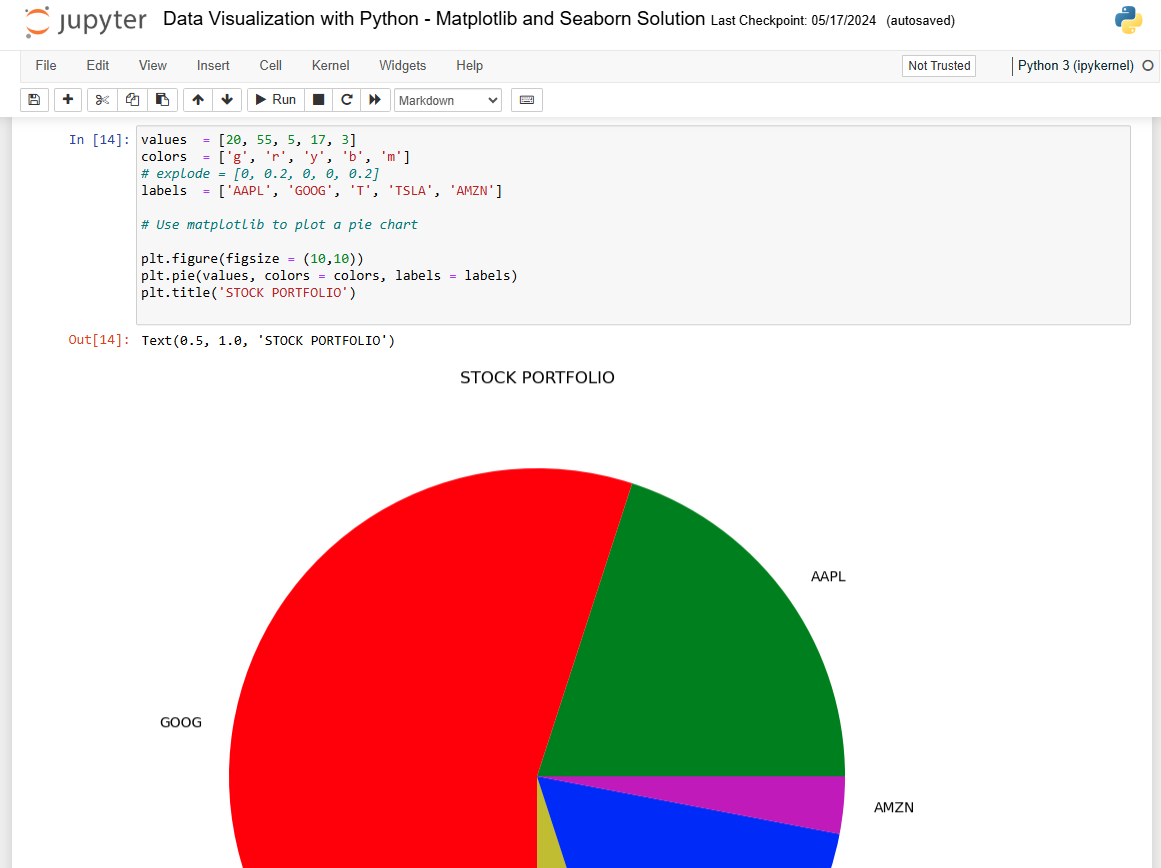 jupyter Data Visualization with Python - Matplotlib and Seaborn Solution Last Checkpoint: 05/17/2024 (autosaved)
File Edit View Insert Cell Kernel Widgets Help Not Trusted Python 3 (ipykernel)
Run Markdown
In [14]: values  = [20, 55, 5, 17, 3]
colors  = ['g', 'r', 'y', 'b', 'm']
# explode = [0, 0.2, 0, 0, 0.2]
labels  = ['AAPL', 'GOOG', 'T', 'TSLA', 'AMZN']
# Use matplotlib to plot a pie chart
plt.figure(figsize = (10,10))
plt.pie(values, colors = colors, labels = labels)
plt.title('STOCK PORTFOLIO')
Out[14]: Text(0.5, 1.0, 'STOCK PORTFOLIO')
STOCK PORTFOLIO
AAPL
GOOG
AMZN